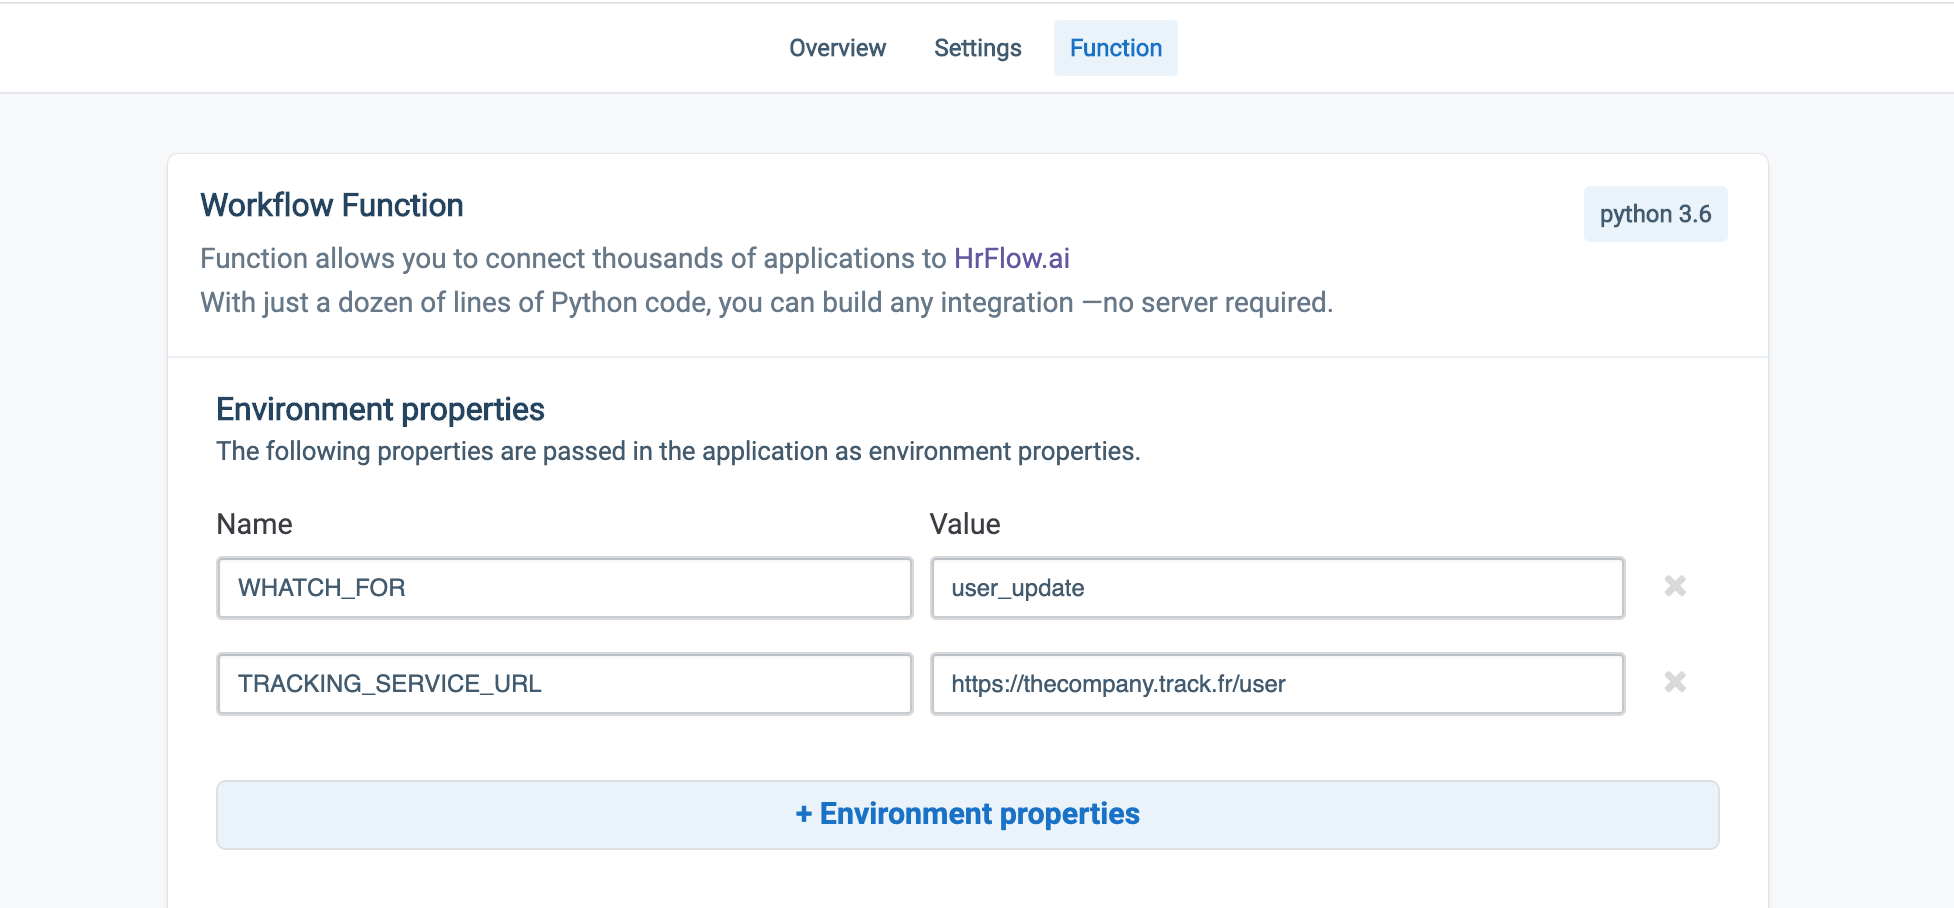 Overview Settings Function
Workflow Function
python 3.6
Function allows you to connect thousands of applications to HrFlow.ai
With just a dozen of lines of Python code, you can build any integration —no server required.
Environment properties
The following properties are passed in the application as environment properties.
Name Value
WHATCH_FOR user_update
TRACKING_SERVICE_URL https://thecompany.track.fr/user
+ Environment properties